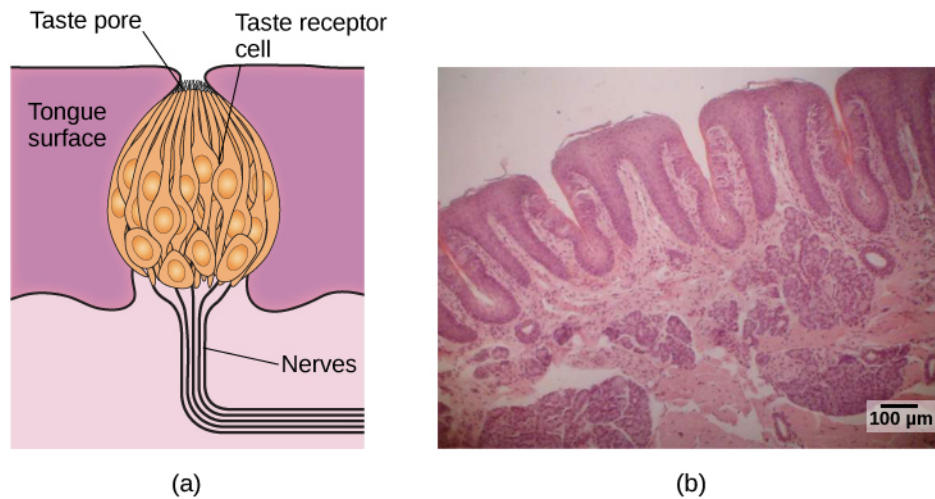 Taste pore
Taste receptor
cell
Tongue
surface
Nerves
100 µm
(a)
(b)